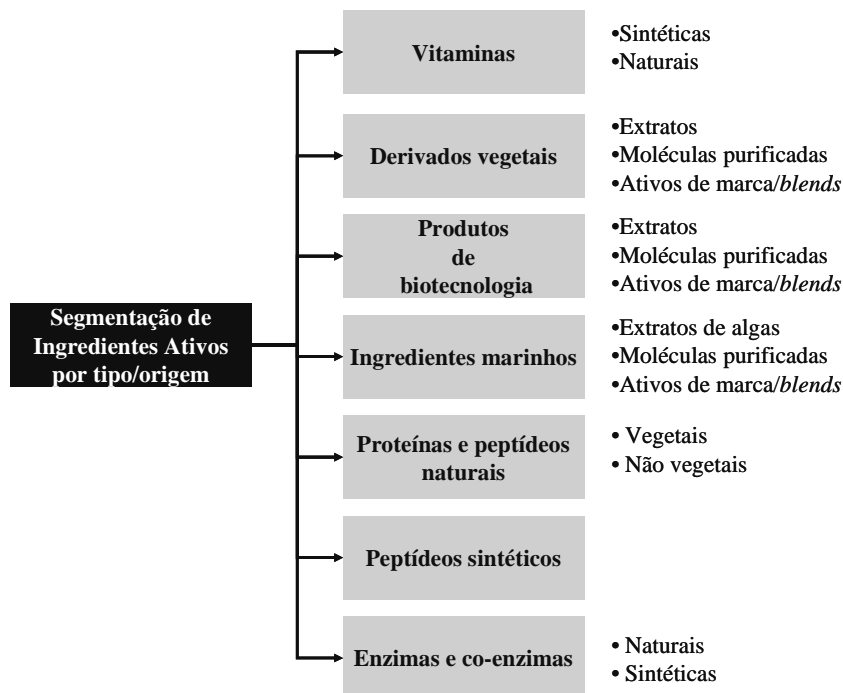 Vitaminas
•Sintéticas
•Naturais
Derivados vegetais
•Extratos
•Moléculas purificadas
•Ativos de marca/blends
Produtos
de
biotecnologia
•Extratos
•Moléculas purificadas
•Ativos de marca/blends
Segmentação de
Ingredientes Ativos
por tipo/origem
Ingredientes marinhos
•Extratos de algas
•Moléculas purificadas
•Ativos de marca/blends
Proteínas e peptídeos
naturais
• Vegetais
• Não vegetais
Peptídeos sintéticos
Enzimas e co-enzimas
• Naturais
• Sintéticas